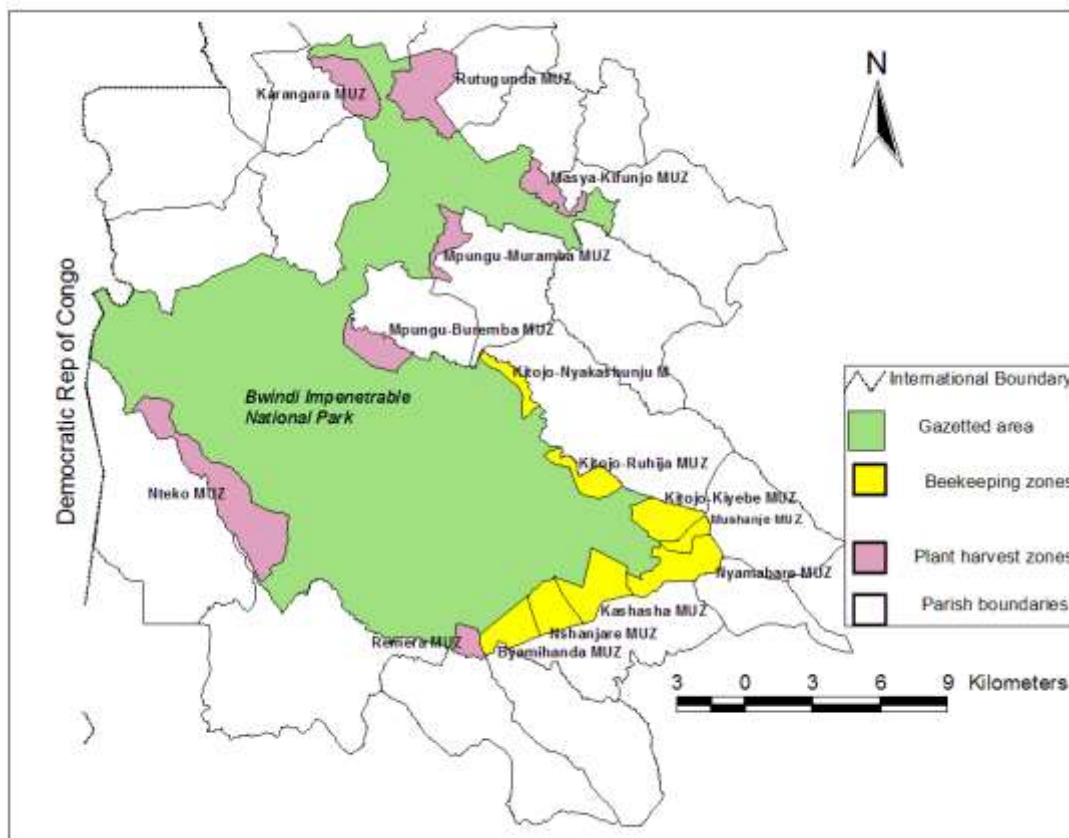 Karangara MUZ
Rutugunda MUZ
N
Masya-Kifunjo MUZ
Mpungu-Muramba MUZ
Democratic Rep of Congo
Mpungu-Buremba MUZ
Kitojo-Nyakashunju M
Bwindi Impenetrable
National Park
Kitojo-Ruhija MUZ
Nteko MUZ
Kitojo-Kiyebe MUZ
Mushanje MUZ
Nyamabare MUZ
Kashasha MUZ
Nshanjare MUZ
Remera MUZ
Byamihanda MUZ
International Boundary
Gazetted area
Beekeeping zones
Plant harvest zones
Parish boundaries
3 0 3 6 9 Kilometers